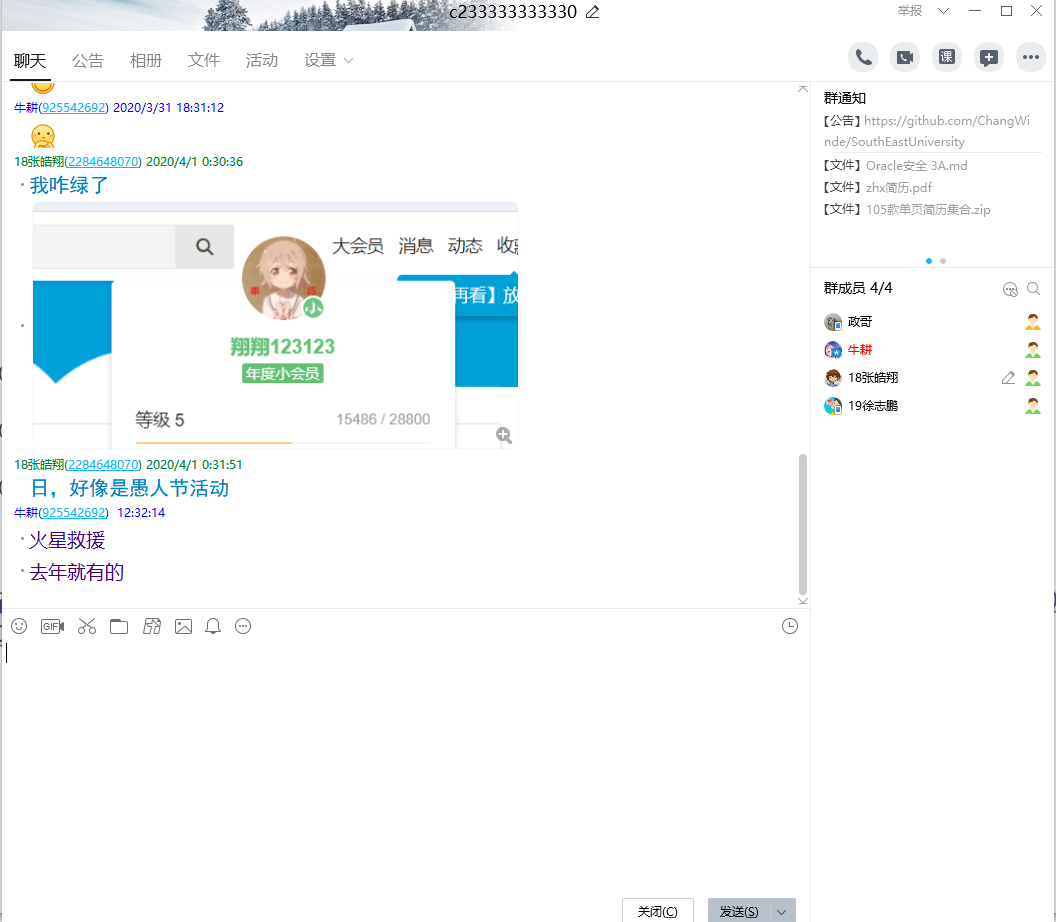 c233333333330
举报
聊天 公告 相册 文件 活动 设置
课
牛耕(925542692) 2020/3/31 18:31:12
18张皓翔(2284648070) 2020/4/1 0:30:36
我咋绿了
大会员 消息 动态 收
再看】放
小
翔翔123123
年度小会员
等级 5 15486 / 28800
18张皓翔(2284648070) 2020/4/1 0:31:51
日，好像是愚人节活动
牛耕(925542692) 12:32:14
火星救援
去年就有的
GIF
关闭(C) 发送(S)
群通知
【公告】https://github.com/ChangWi
nde/SouthEastUniversity
【文件】Oracle安全 3A.md
【文件】zhx简历.pdf
【文件】105款单页简历集合.zip
群成员 4/4
政哥
牛耕
18张皓翔
19徐志鹏